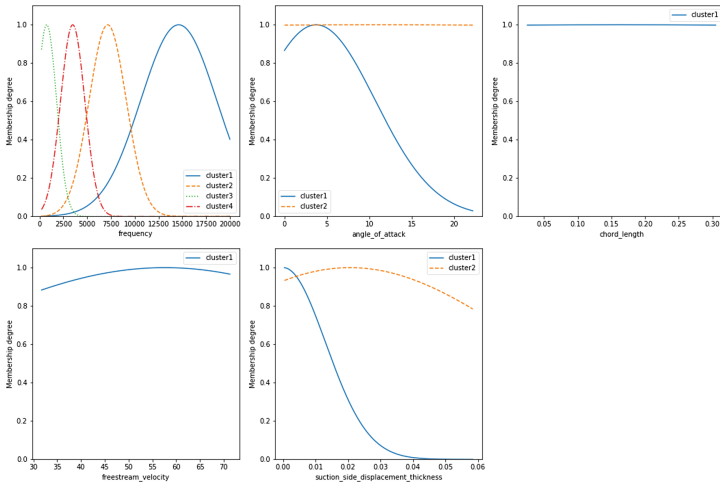 Membership degree
1.0
0.8
0.6
0.4
0.2
0.0
cluster1
cluster2
cluster3
cluster4
0 2500 5000 7500 10000 12500 15000 17500 20000
frequency
Membership degree
1.0
0.8
0.6
0.4
0.2
0.0
cluster1
cluster2
0 5 10 15 20
angle_of_attack
Membership degree
1.0
0.8
0.6
0.4
0.2
0.0
cluster1
0.05 0.10 0.15 0.20 0.25 0.30
chord_length
Membership degree
1.0
0.8
0.6
0.4
0.2
0.0
cluster1
30 35 40 45 50 55 60 65 70
freestream_velocity
Membership degree
1.0
0.8
0.6
0.4
0.2
0.0
cluster1
cluster2
0.00 0.01 0.02 0.03 0.04 0.05 0.06
suction_side_displacement_thickness